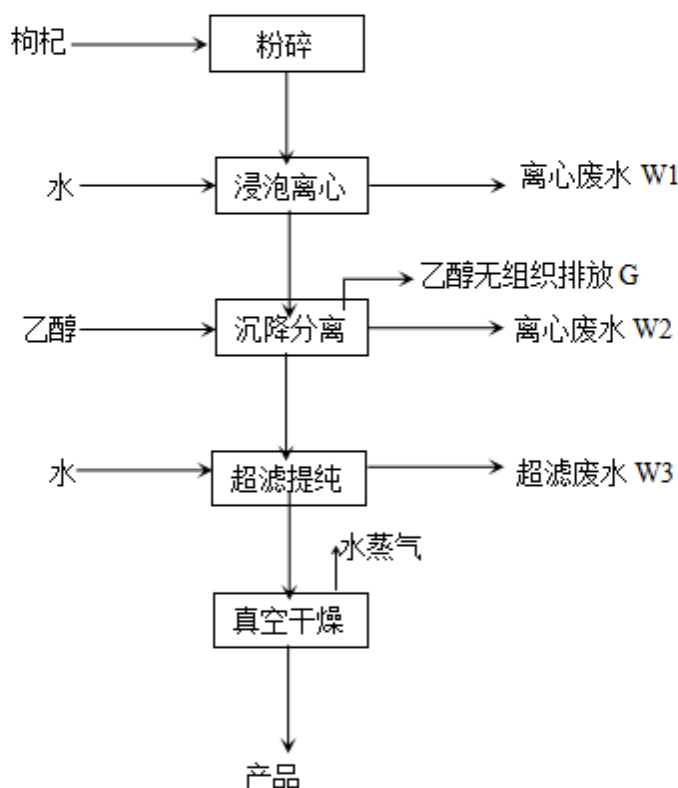 枸杞
粉碎
水
浸泡离心
离心废水 W1
乙醇无组织排放 G
乙醇
沉降分离
离心废水 W2
水
超滤提纯
超滤废水 W3
水蒸气
真空干燥
产品